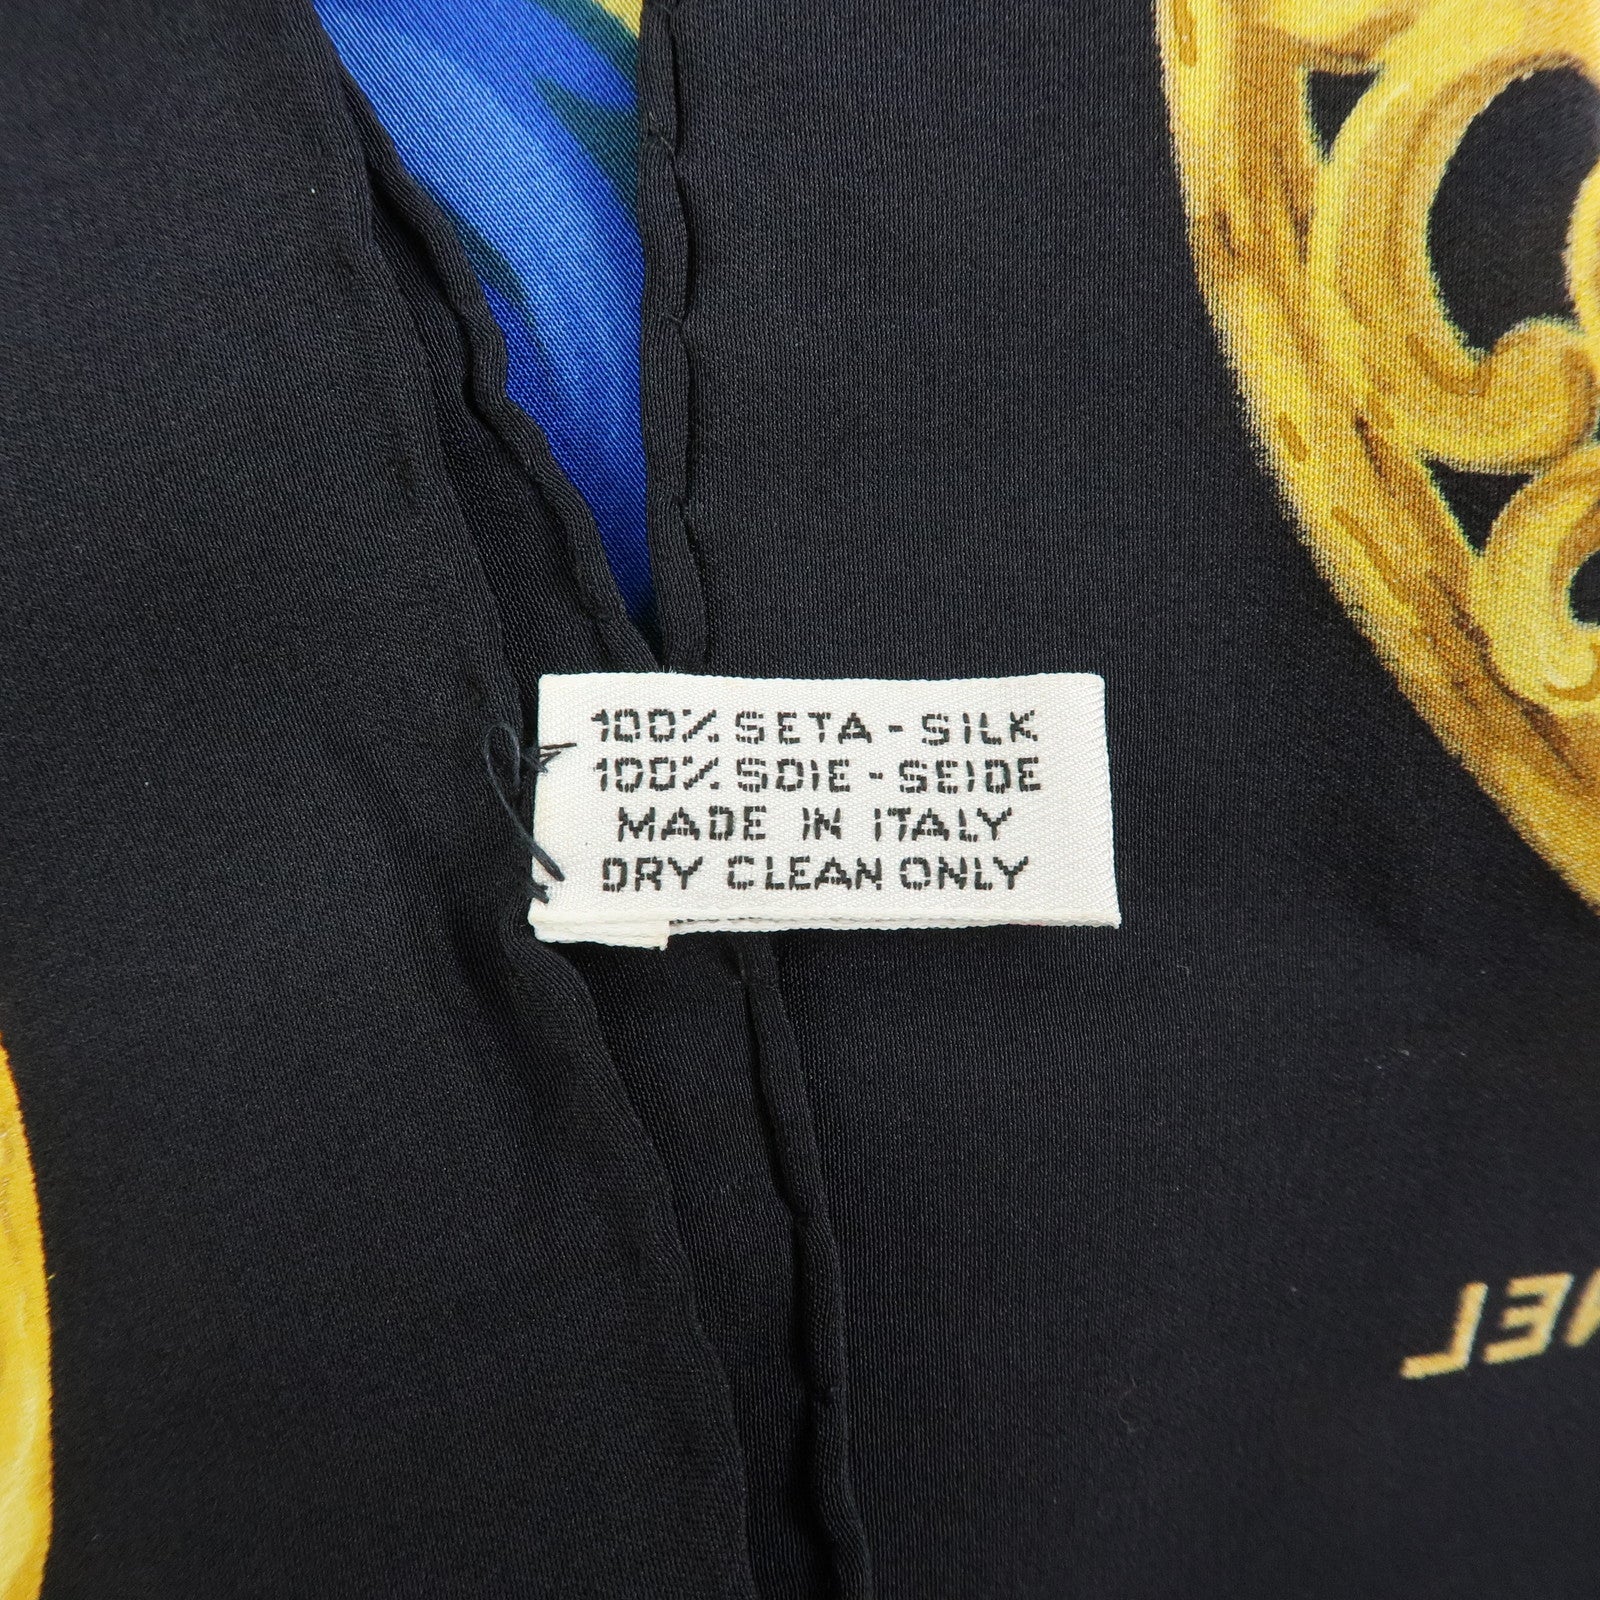 100% SETA - SILK
100% SOIE - SEIDE
MADE IN ITALY
DRY CLEAN ONLY